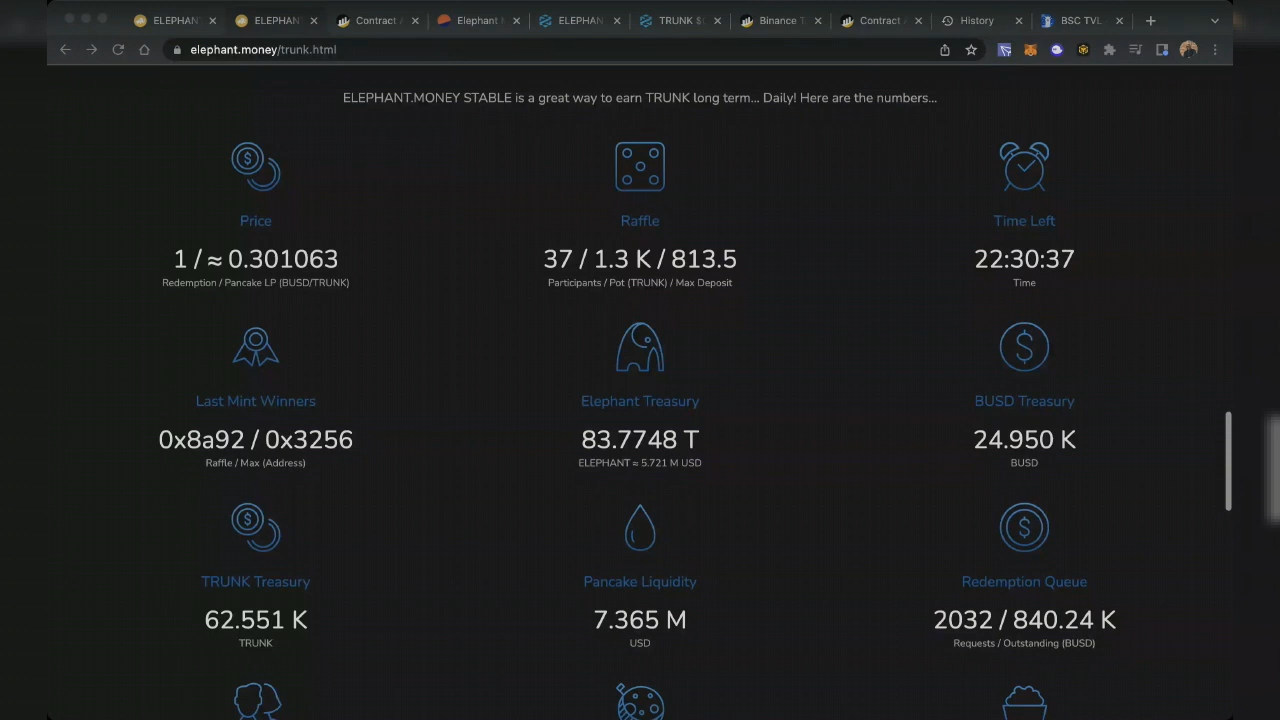 ELEPHANT
ELEPHANT
Contract A
Elephant M
ELEPHAN
TRUNK $(
Binance T
Contract A
History
BSC TVL
elephant.money/trunk.html
ELEPHANT.MONEY STABLE is a great way to earn TRUNK long term... Daily! Here are the numbers...
Price
Raffle
Time Left
1 / ≈ 0.301063
37 / 1.3 K / 813.5
22:30:37
Redemption / Pancake LP (BUSD/TRUNK)
Participants / Pot (TRUNK) / Max Deposit
Time
Last Mint Winners
Elephant Treasury
BUSD Treasury
0x8a92 / 0x3256
83.7748 T
24.950 K
Raffle / Max (Address)
ELEPHANT ≈ 5.721 M USD
BUSD
TRUNK Treasury
Pancake Liquidity
Redemption Queue
62.551 K
7.365 M
2032 / 840.24 K
TRUNK
USD
Requests / Outstanding (BUSD)